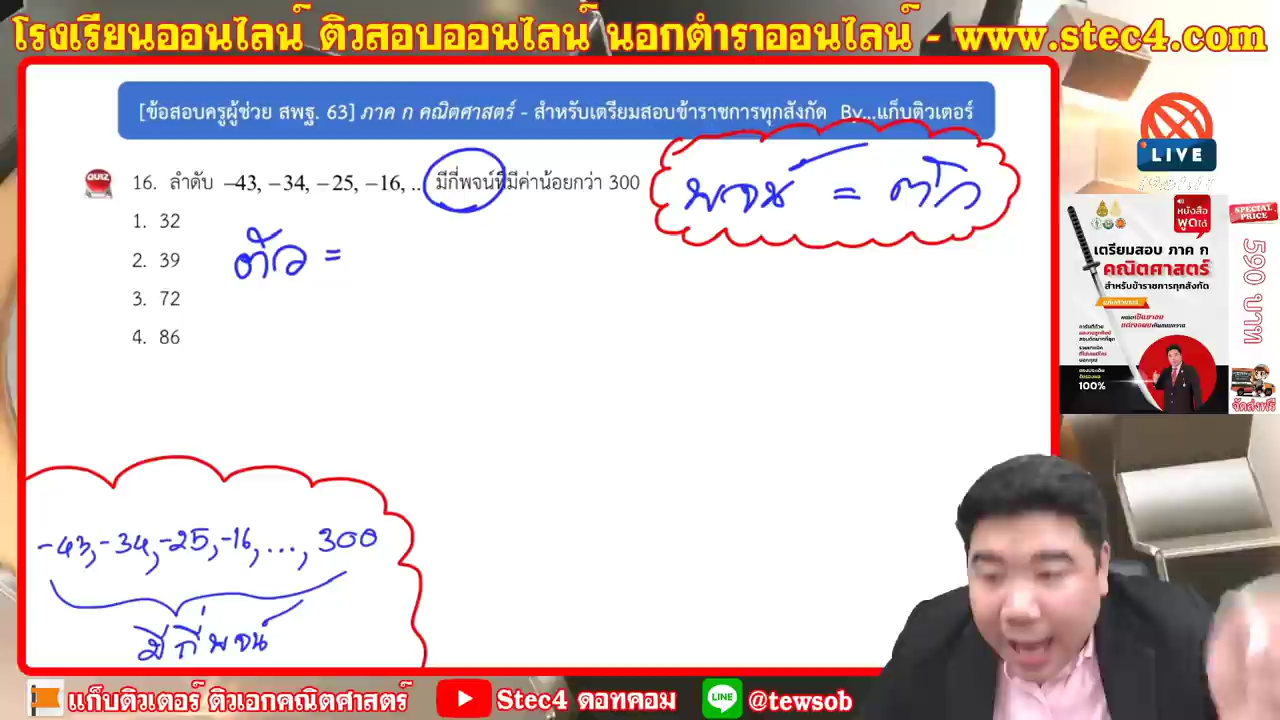 โรงเรียนออนไลน์ ติวสอบออนไลน์ นอกตำราออนไลน์ - www.stec4.com
[ข้อสอบครูผู้ช่วย สพฐ. 63] ภาค ก คณิตศาสตร์ - สำหรับเตรียมสอบข้าราชการทุกสังกัด By...แก๊บติวเตอร์
QUIZ
16. ลำดับ -43, -34, -25, -16, .. มีกี่พจน์ที่มีค่าน้อยกว่า 300
1. 32
2. 39
3. 72
4. 86
พจน์ = ตัว
ตัว =
-43, -34, -25, -16, ..., 300
มีกี่พจน์
LIVE
หนังสือ
พูดได้
SPECIAL
PRICE
เตรียมสอบ ภาค ก
คณิตศาสตร์
สำหรับข้าราชการทุกสังกัด
100%
590 บาท
จัดส่งฟรี
แก๊บติวเตอร์ ติวเอกคณิตศาสตร์
Stec4 ดอทคอม
LINE
@tewsob